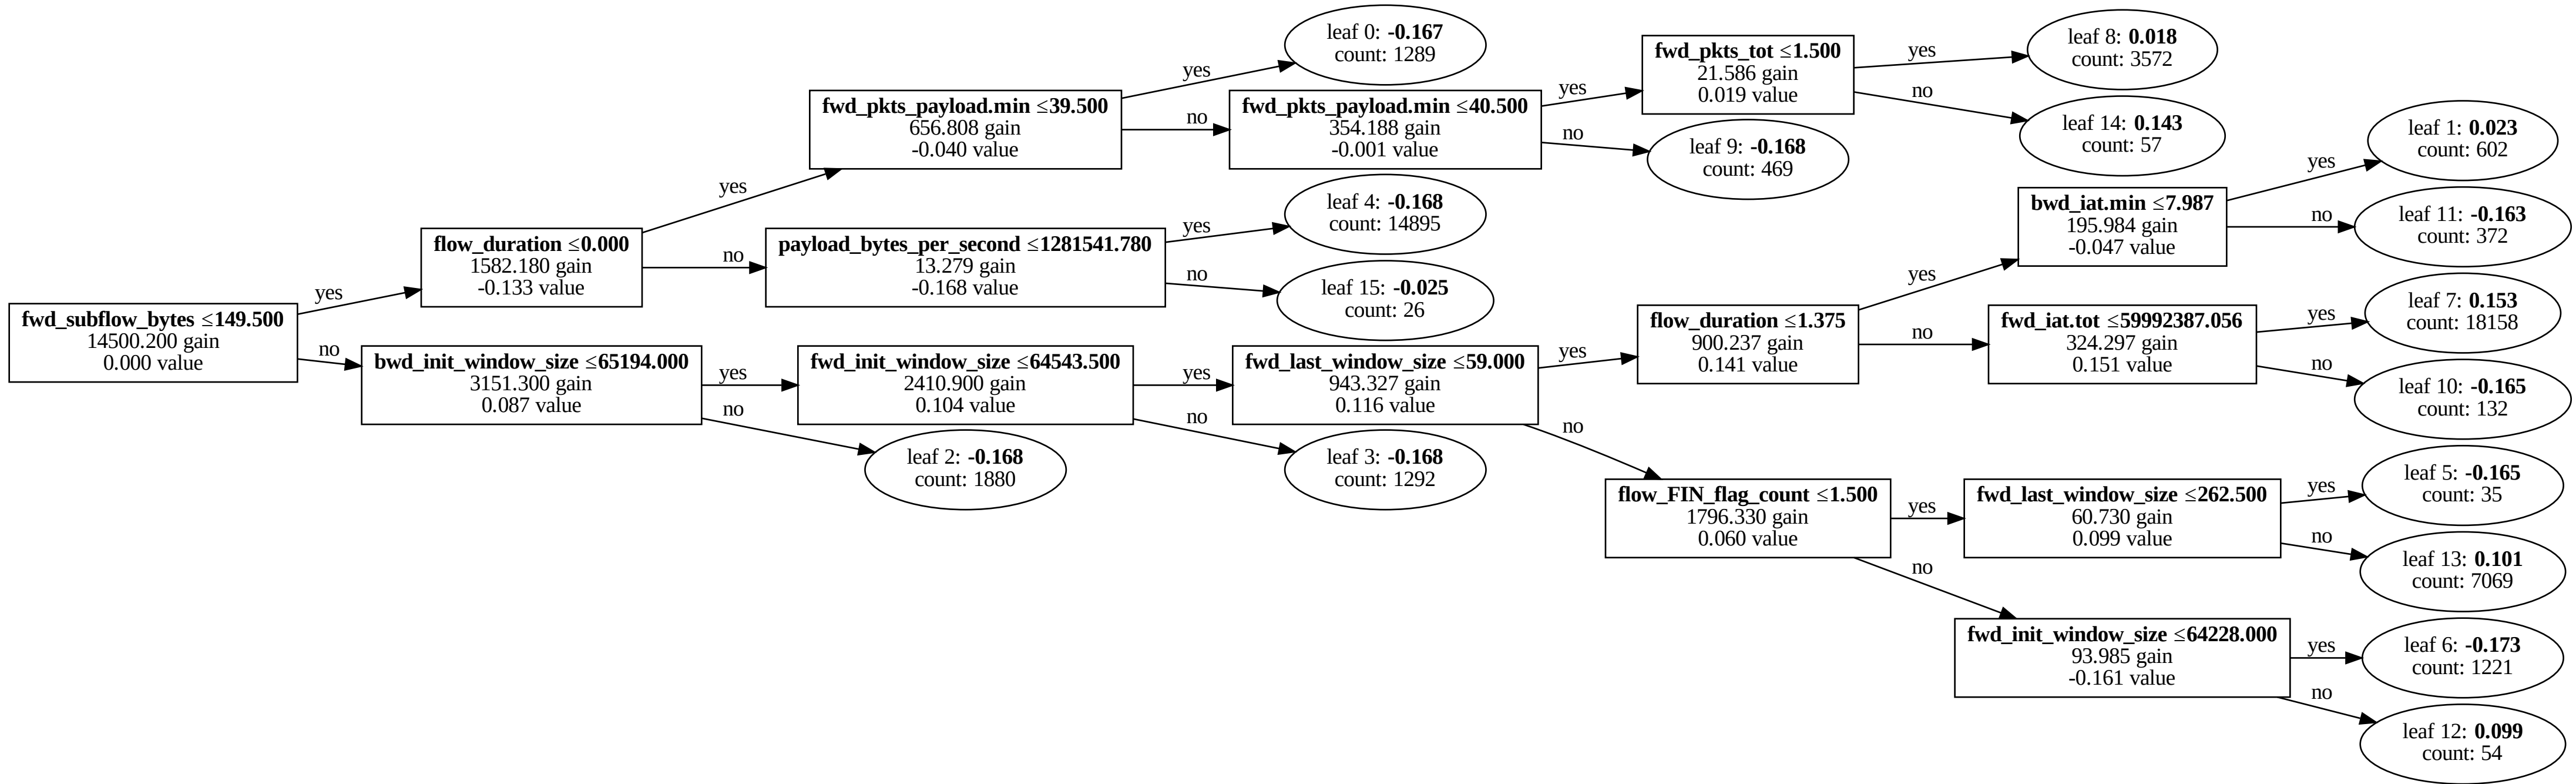 fwd_subflow_bytes ≤149.500
14500.200 gain
0.000 value
yes
no
flow_duration ≤0.000
1582.180 gain
-0.133 value
yes
no
bwd_init_window_size ≤65194.000
3151.300 gain
0.087 value
yes
no
fwd_pkts_payload.min ≤39.500
656.808 gain
-0.040 value
yes
no
payload_bytes_per_second ≤1281541.780
13.279 gain
-0.168 value
yes
no
fwd_init_window_size ≤64543.500
2410.900 gain
0.104 value
yes
no
leaf 2: -0.168
count: 1880
leaf 0: -0.167
count: 1289
fwd_pkts_payload.min ≤40.500
354.188 gain
-0.001 value
yes
no
leaf 4: -0.168
count: 14895
leaf 15: -0.025
count: 26
fwd_last_window_size ≤59.000
943.327 gain
0.116 value
yes
no
leaf 3: -0.168
count: 1292
fwd_pkts_tot ≤1.500
21.586 gain
0.019 value
yes
no
leaf 9: -0.168
count: 469
flow_duration ≤1.375
900.237 gain
0.141 value
yes
no
flow_FIN_flag_count ≤1.500
1796.330 gain
0.060 value
yes
no
leaf 8: 0.018
count: 3572
leaf 14: 0.143
count: 57
bwd_iat.min ≤7.987
195.984 gain
-0.047 value
yes
no
fwd_iat.tot ≤59992387.056
324.297 gain
0.151 value
yes
no
fwd_last_window_size ≤262.500
60.730 gain
0.099 value
yes
no
fwd_init_window_size ≤64228.000
93.985 gain
-0.161 value
yes
no
leaf 1: 0.023
count: 602
leaf 11: -0.163
count: 372
leaf 7: 0.153
count: 18158
leaf 10: -0.165
count: 132
leaf 5: -0.165
count: 35
leaf 13: 0.101
count: 7069
leaf 6: -0.173
count: 1221
leaf 12: 0.099
count: 54